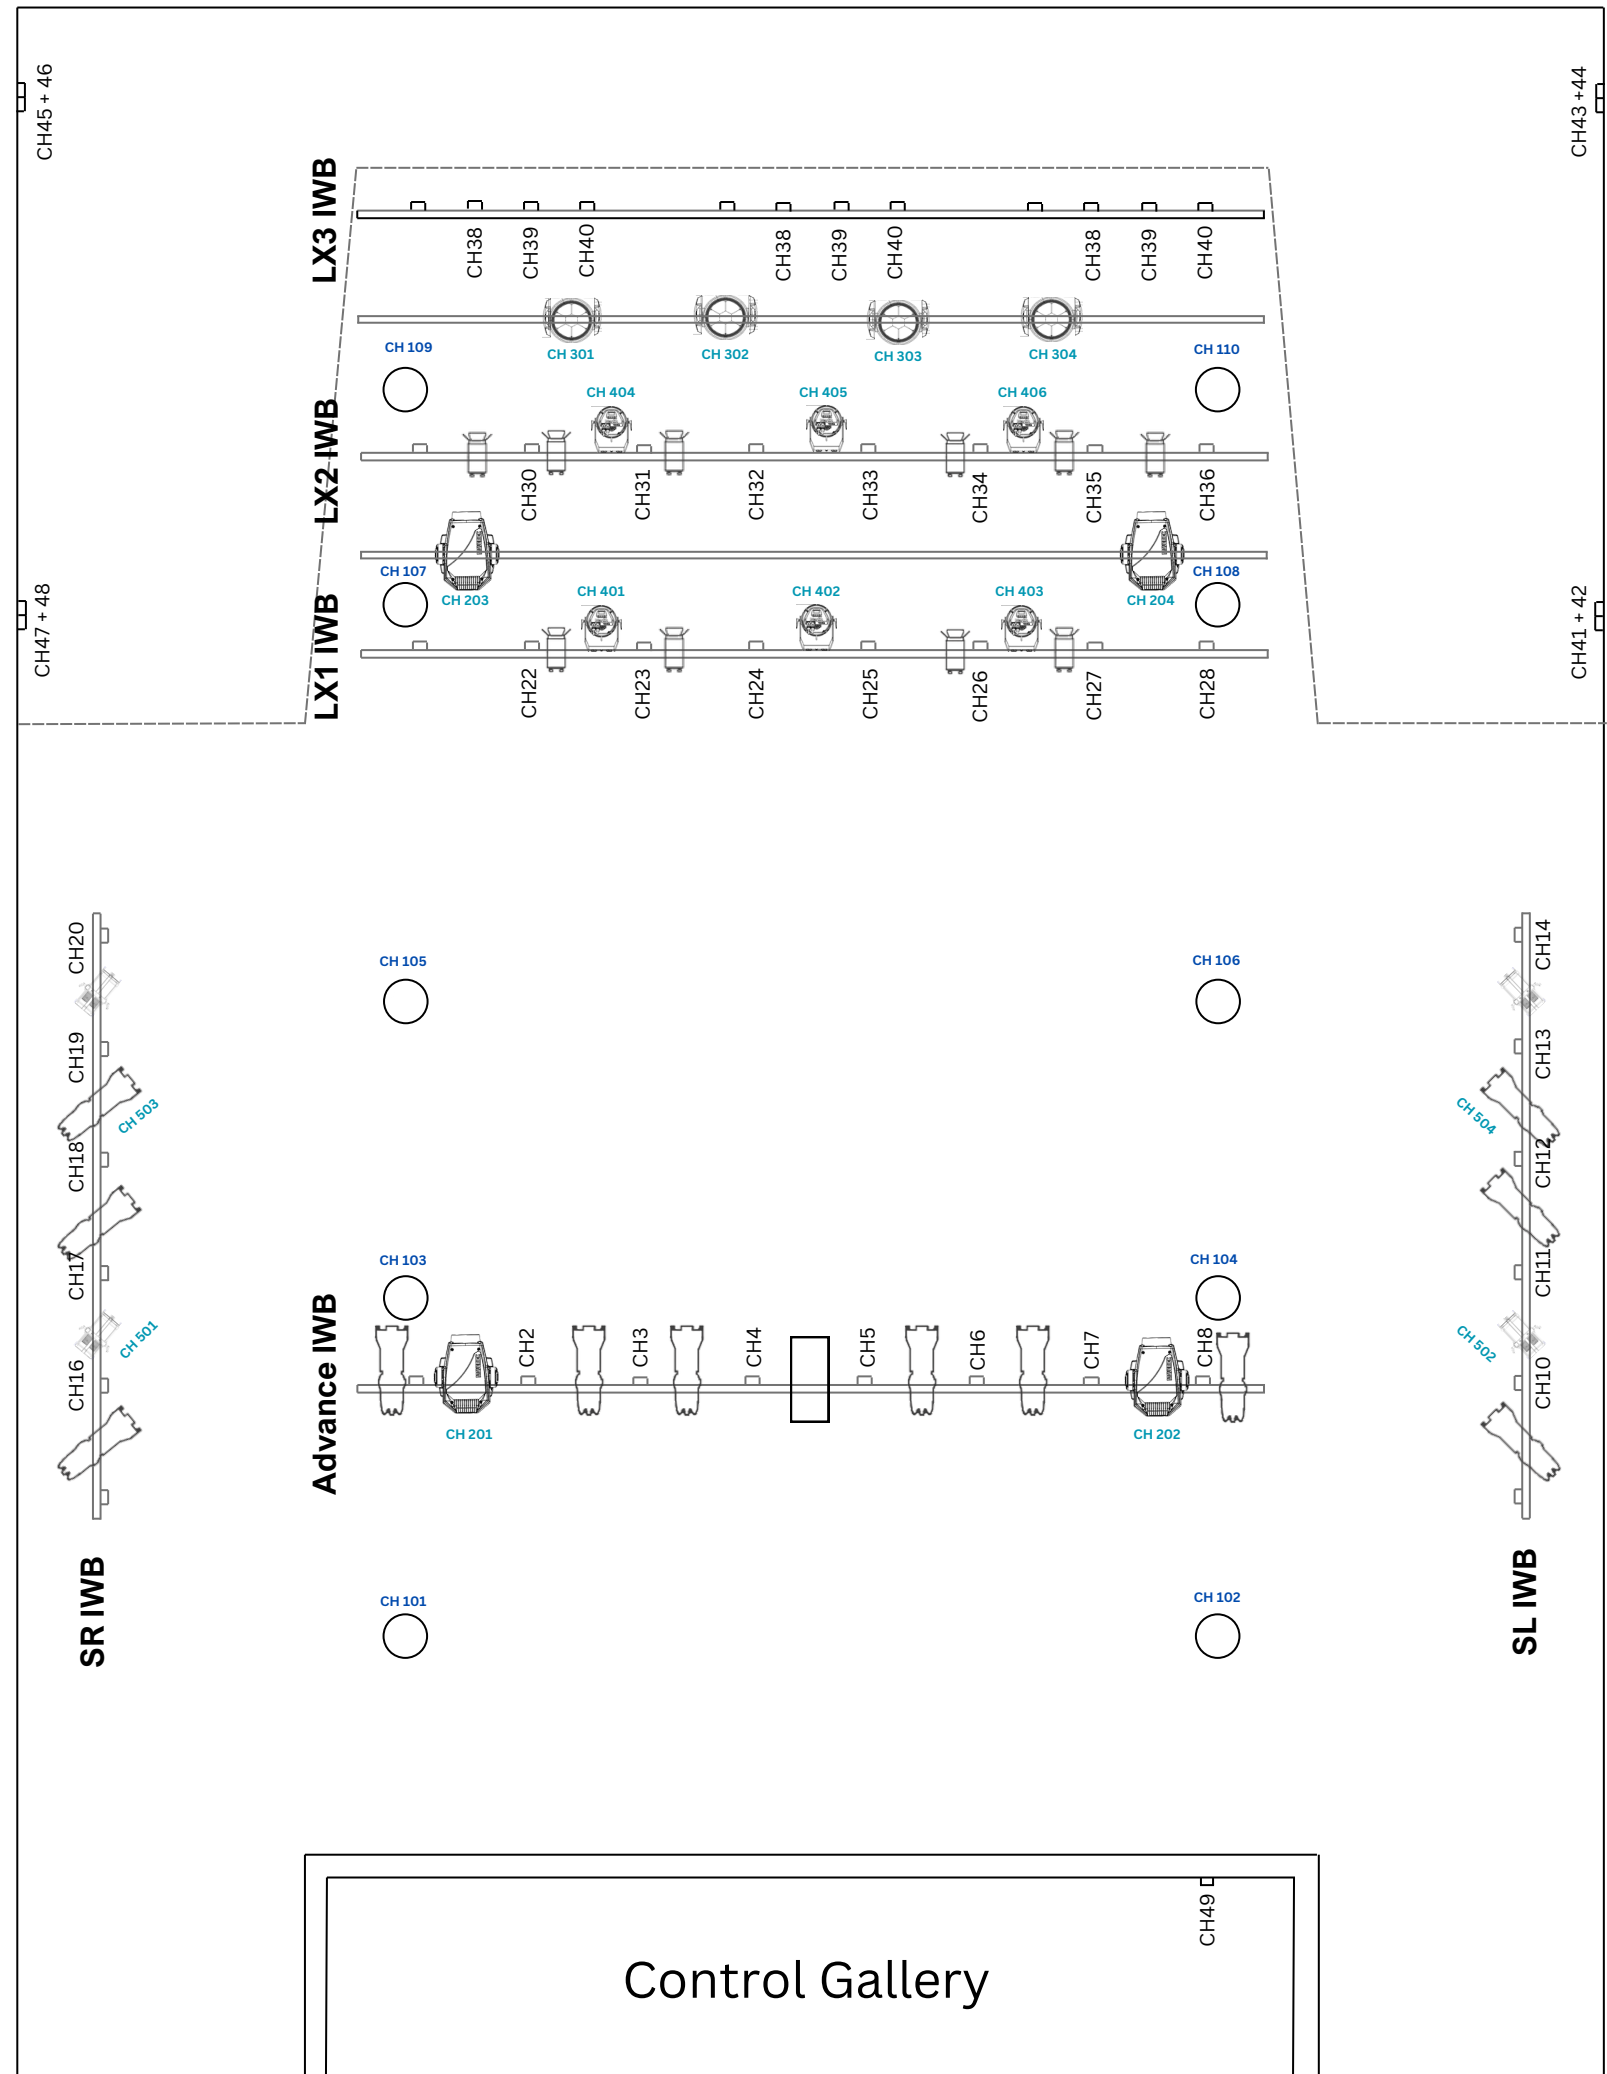 CH45 + 46
CH43 +44
LX3 IWB
CH38
CH39
CH40
CH38
CH39
CH40
CH38
CH39
CH40
CH 301
CH 302
CH 303
CH 304
CH 109
CH 110
CH 404
CH 405
CH 406
LX2 IWB
CH30
CH31
CH32
CH33
CH34
CH35
CH36
CH 107
CH 108
CH 203
CH 204
CH47 + 48
CH41 + 42
CH 401
CH 402
CH 403
LX1 IWB
CH22
CH23
CH24
CH25
CH26
CH27
CH28
CH20
CH14
CH 105
CH 106
CH19
CH13
CH 503
CH 504
CH18
CH12
CH17
CH11
CH 103
CH 104
CH 501
CH 502
CH16
CH10
Advance IWB
CH2
CH3
CH4
CH5
CH6
CH7
CH8
CH 201
CH 202
SR IWB
SL IWB
CH 101
CH 102
CH49
Control Gallery